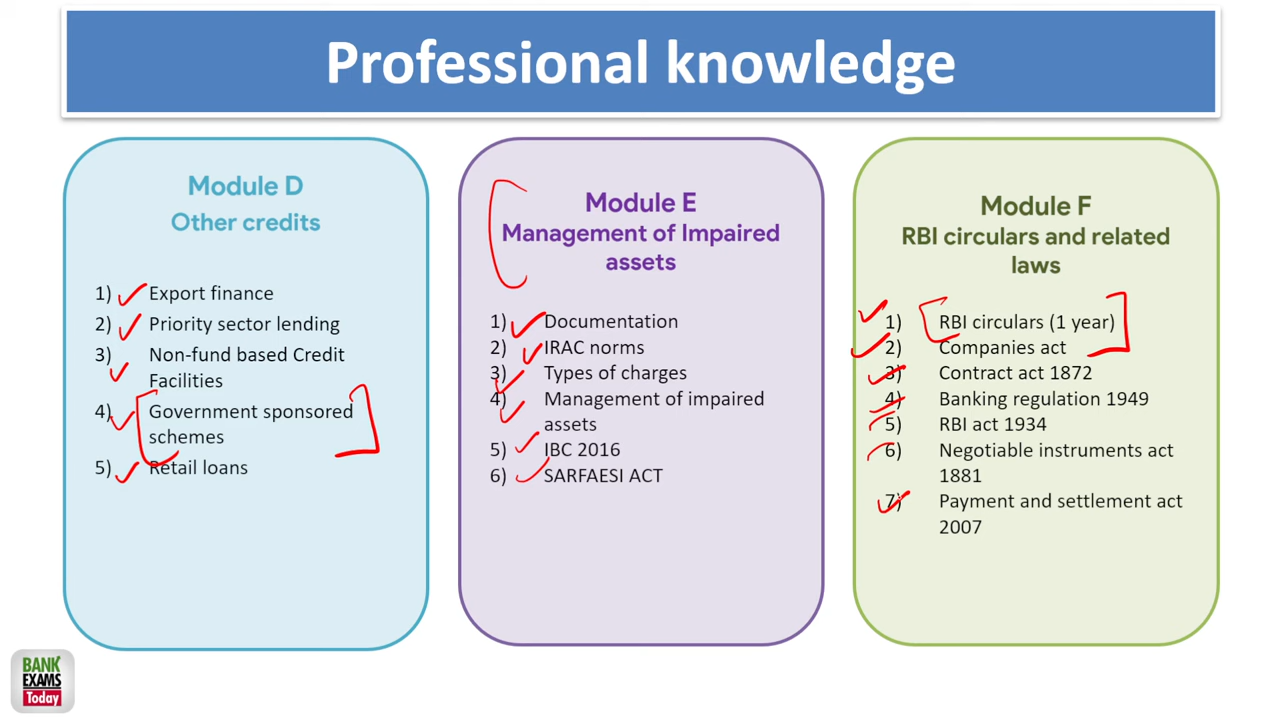 Professional knowledge
Module D
Other credits
1) Export finance
2) Priority sector lending
3) Non-fund based Credit
Facilities
4) Government sponsored
schemes
5) Retail loans
Module E
Management of Impaired
assets
1) Documentation
2) IRAC norms
3) Types of charges
4) Management of impaired
assets
5) IBC 2016
6) SARFAESI ACT
Module F
RBI circulars and related
laws
1) RBI circulars (1 year)
2) Companies act
3) Contract act 1872
4) Banking regulation 1949
5) RBI act 1934
6) Negotiable instruments act
1881
7) Payment and settlement act
2007
BANK
EXAMS
Today